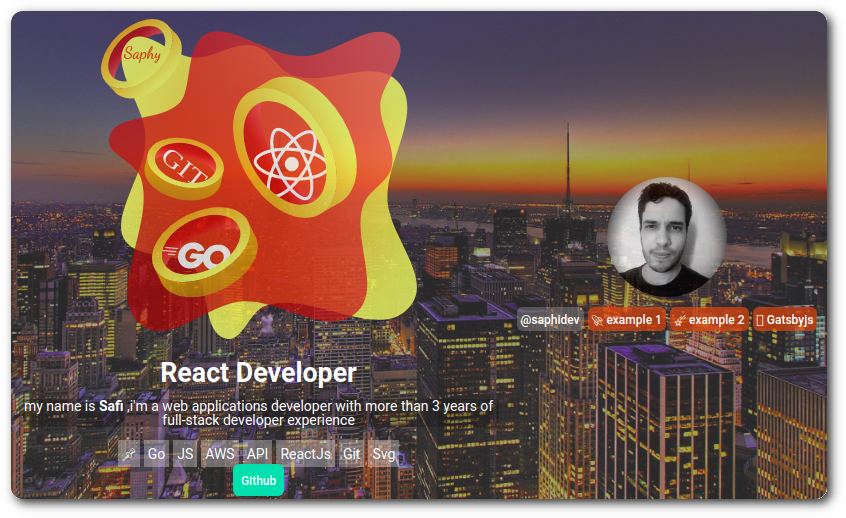 Saphy
GIT
GO
@saphidev
example 1
example 2
Gatsbyjs
React Developer
my name is Safi ,i'm a web applications developer with more than 3 years of
full-stack developer experience
Go JS AWS API ReactJs Git Svg
Github